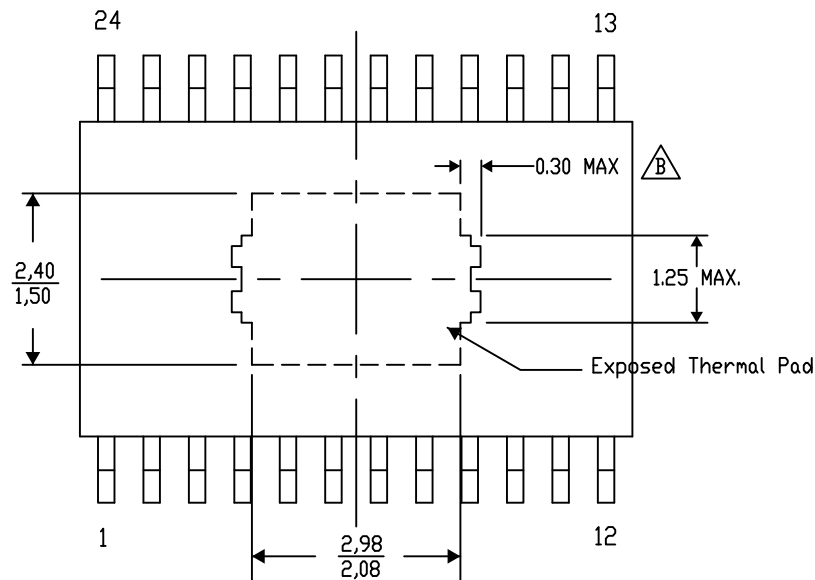 24 13
0.30 MAX B
2,40
1,50
1.25 MAX.
Exposed Thermal Pad
1 12
2,98
2,08